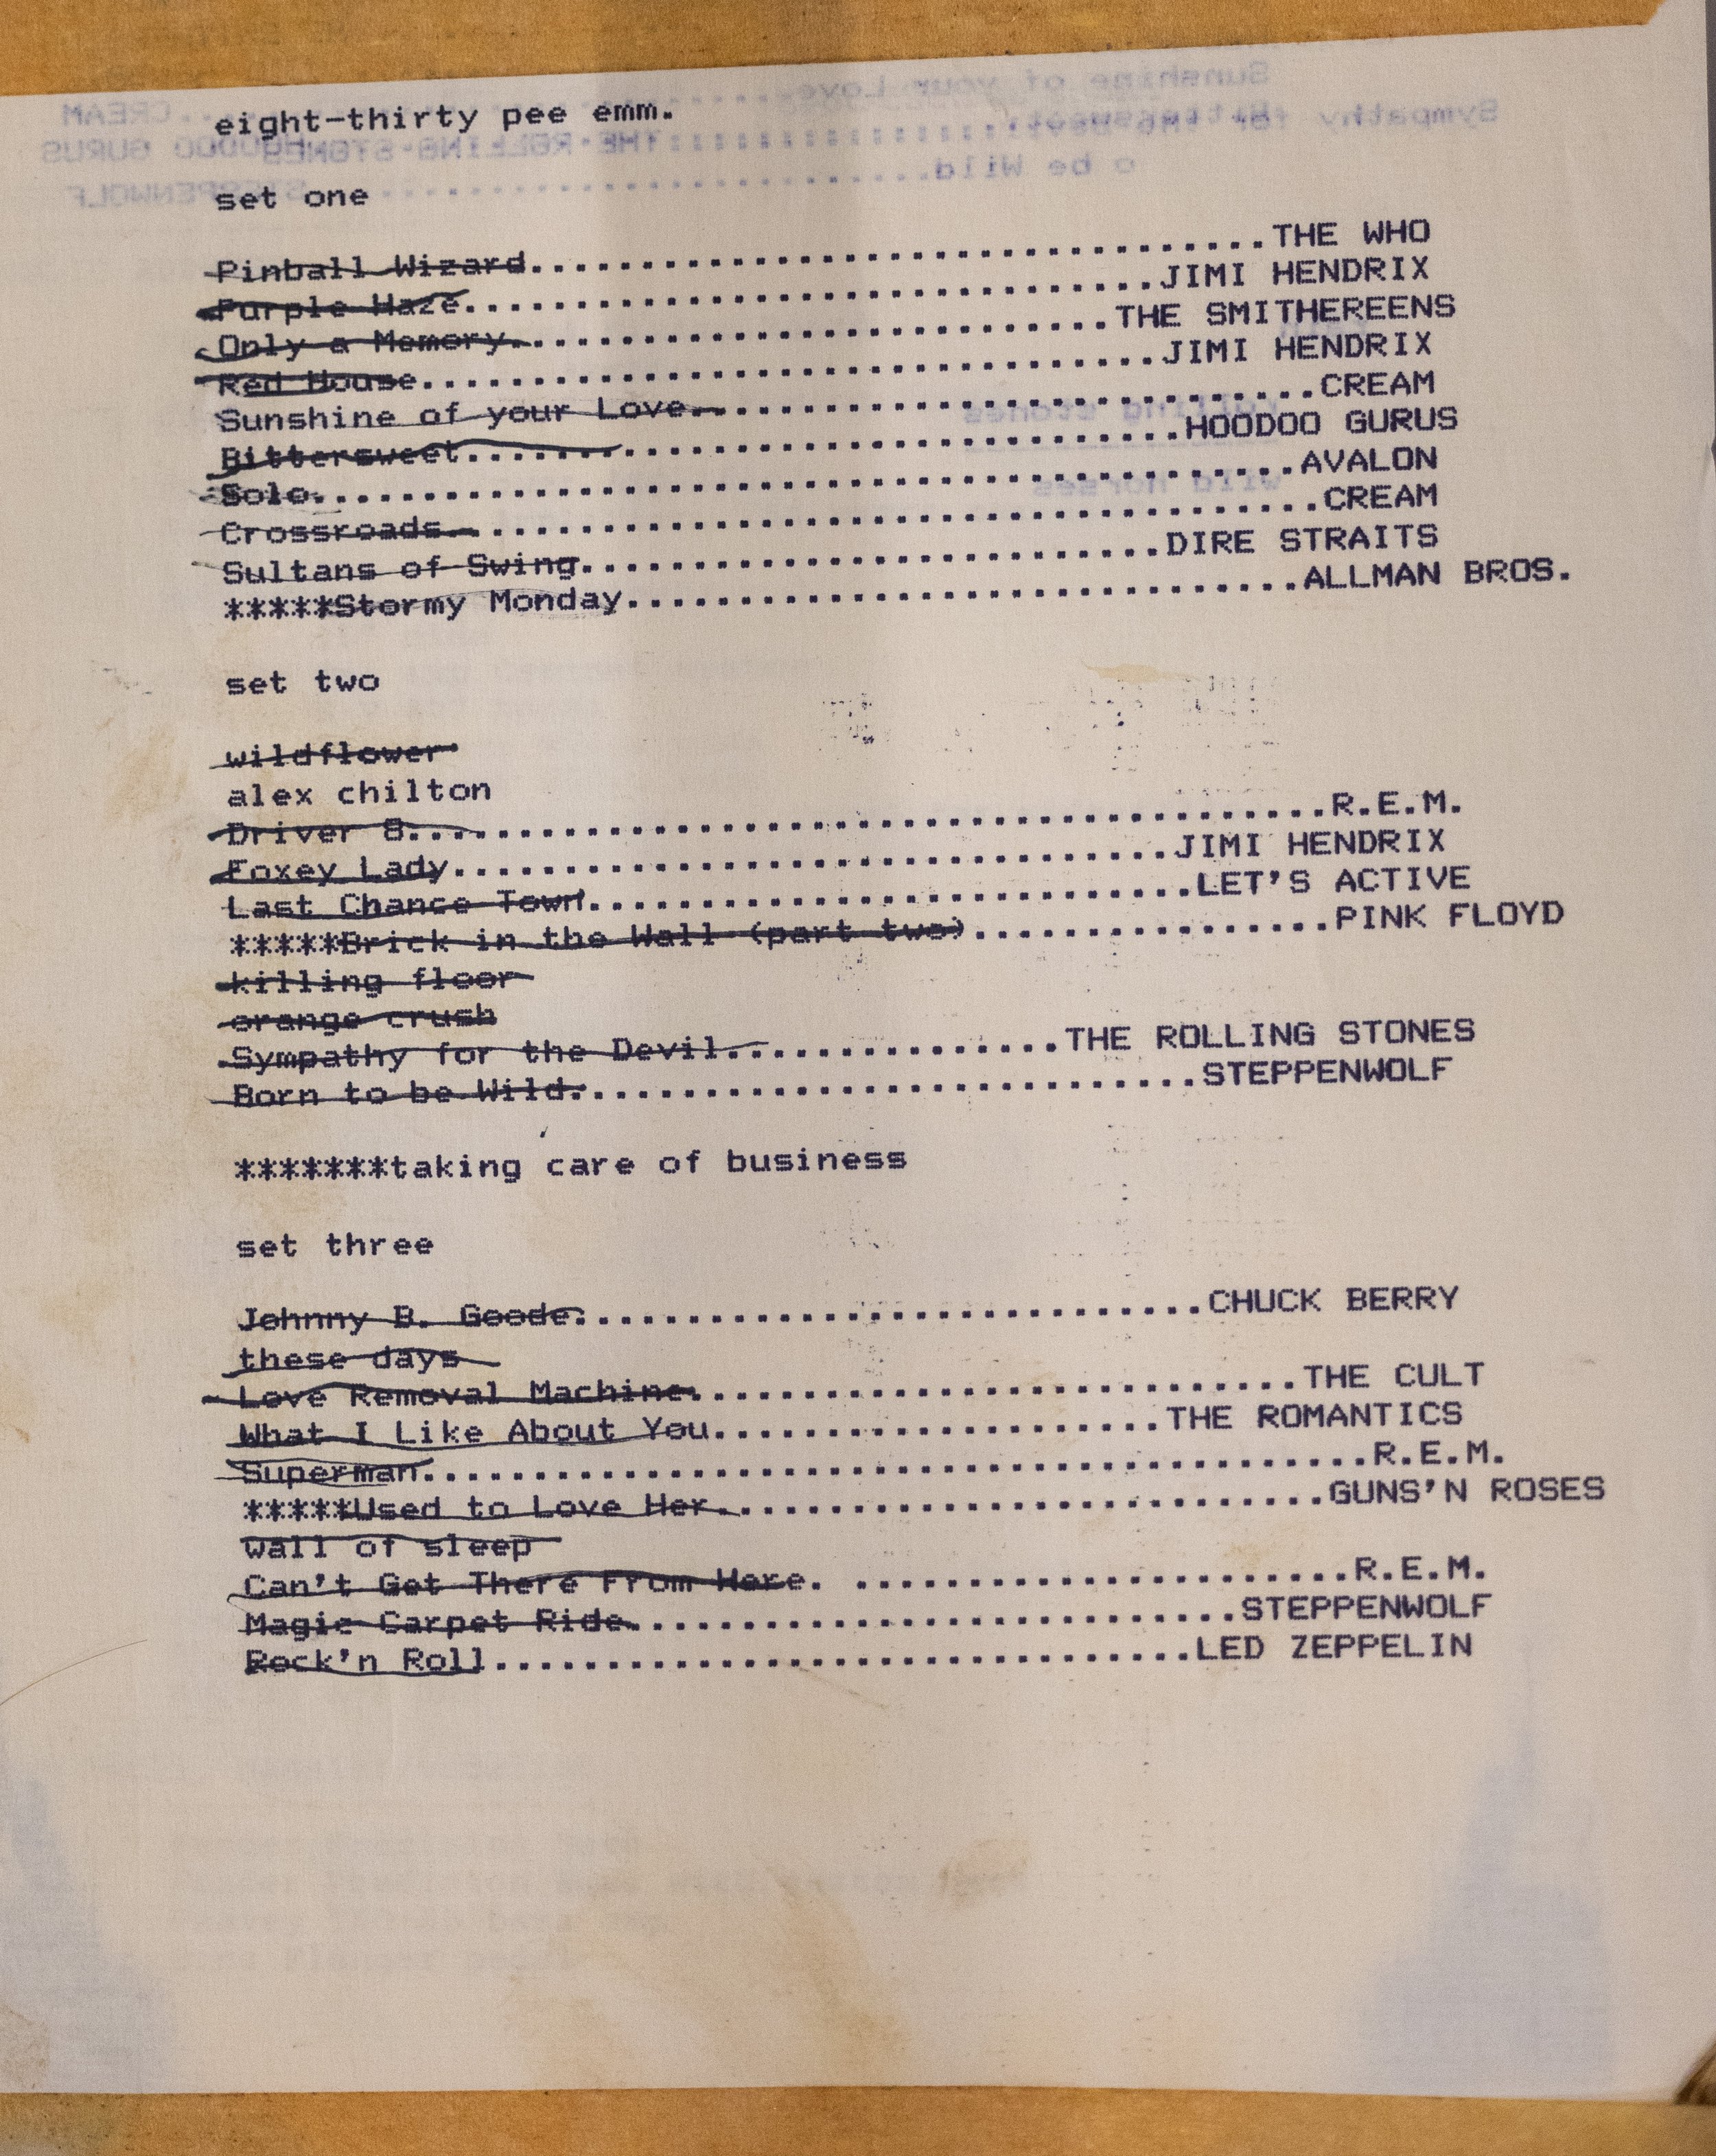 eight-thirty pee emm.
set one
Pinball Wizard.................................THE WHO
Purple Haze...............................JIMI HENDRIX
Only a Memory...........................THE SMITHEREENS
Red House.................................JIMI HENDRIX
Sunshine of your Love............................CREAM
Bittersweet................................HOODOO GURUS
Solo............................................AVALON
Crossroads.......................................CREAM
Sultans of Swing..........................DIRE STRAITS
*****Stormy Monday..............................ALLMAN BROS.
set two
wildflower
alex chilton
Driver 8.........................................R.E.M.
Foxey Lady................................JIMI HENDRIX
Last Chance Town...........................LET'S ACTIVE
*****Brick in the Wall (part two)................PINK FLOYD
killing floor
orange crush
Sympathy for the Devil...............THE ROLLING STONES
Born to be Wild............................STEPPENWOLF
*******taking care of business
set three
Johnny B. Goode............................CHUCK BERRY
these days
Love Removal Machine...........................THE CULT
What I Like About You....................THE ROMANTICS
Superman..........................................R.E.M.
*****Used to Love Her...........................GUNS'N ROSES
wall of sleep
Can't Get There From Here. ......................R.E.M.
Magic Carpet Ride...........................STEPPENWOLF
Rock'n Roll...............................LED ZEPPELIN